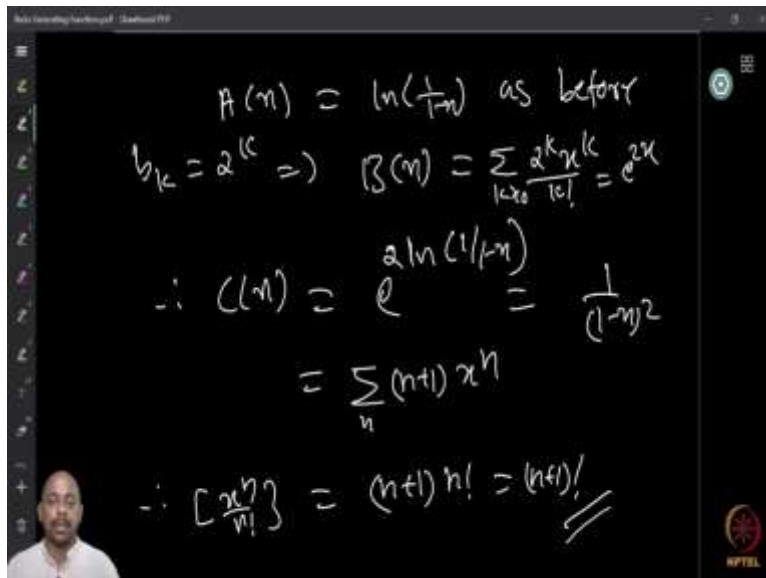 A(x) = ln(1/1-x) as before
b_k = 2^k => B(x) = Σ_{k≥0} 2^k x^k / k! = e^{2x}
∴ C(x) = e^{2 ln(1/1-x)} = 1/(1-x)^2
= Σ_n (n+1) x^n
∴ [x^n/n!] = (n+1) n! = (n+1)!
NPTEL